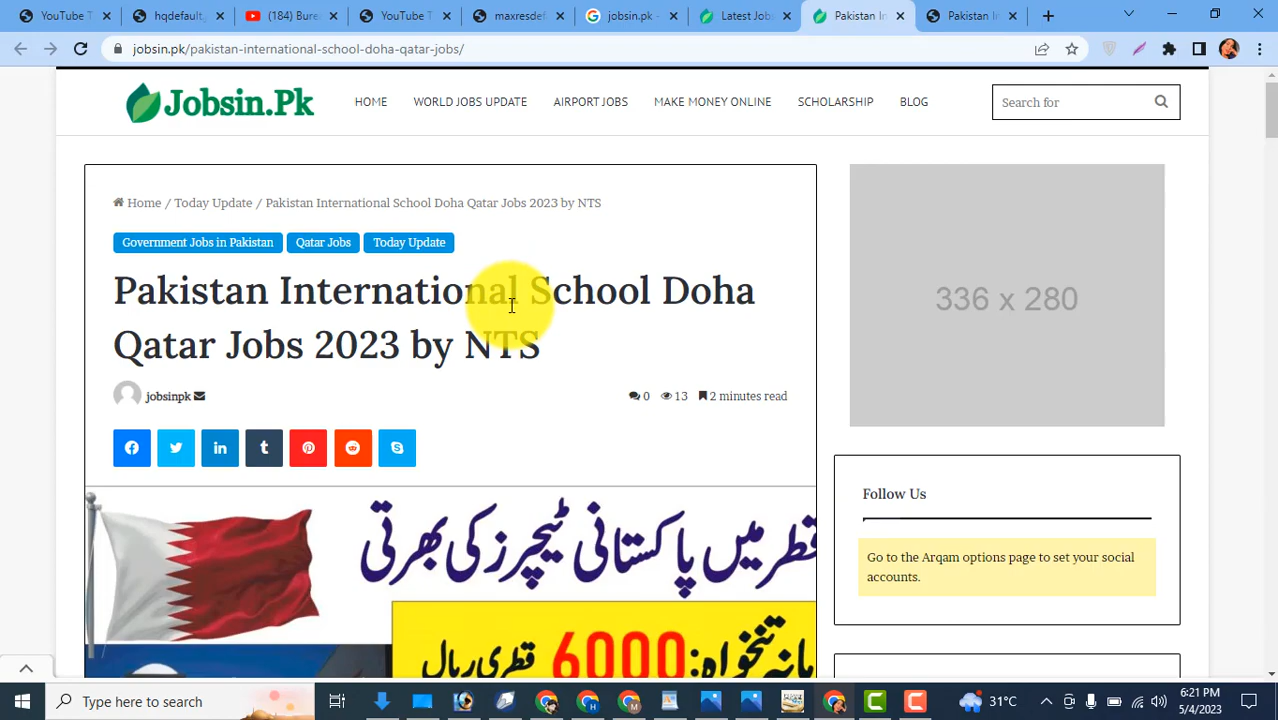 YouTube T
hqdefault,
(184) Bure
YouTube T
maxresdef
jobsin.pk -
Latest Jobs
Pakistan In
Pakistan I
jobsin.pk/pakistan-international-school-doha-qatar-jobs/
Jobsin.Pk
HOME
WORLD JOBS UPDATE
AIRPORT JOBS
MAKE MONEY ONLINE
SCHOLARSHIP
BLOG
Search for
Home / Today Update / Pakistan International School Doha Qatar Jobs 2023 by NTS
Government Jobs in Pakistan
Qatar Jobs
Today Update
Pakistan International School Doha
Qatar Jobs 2023 by NTS
jobsinpk
0
13
2 minutes read
336 x 280
Follow Us
Go to the Arqam options page to set your social
accounts.
قطر میں پاکستانی ٹیچرز کی بھرتی
مانہ تنخواہ: 6000 قطری ریال
Type here to search
31°C
6:21 PM
5/4/2023